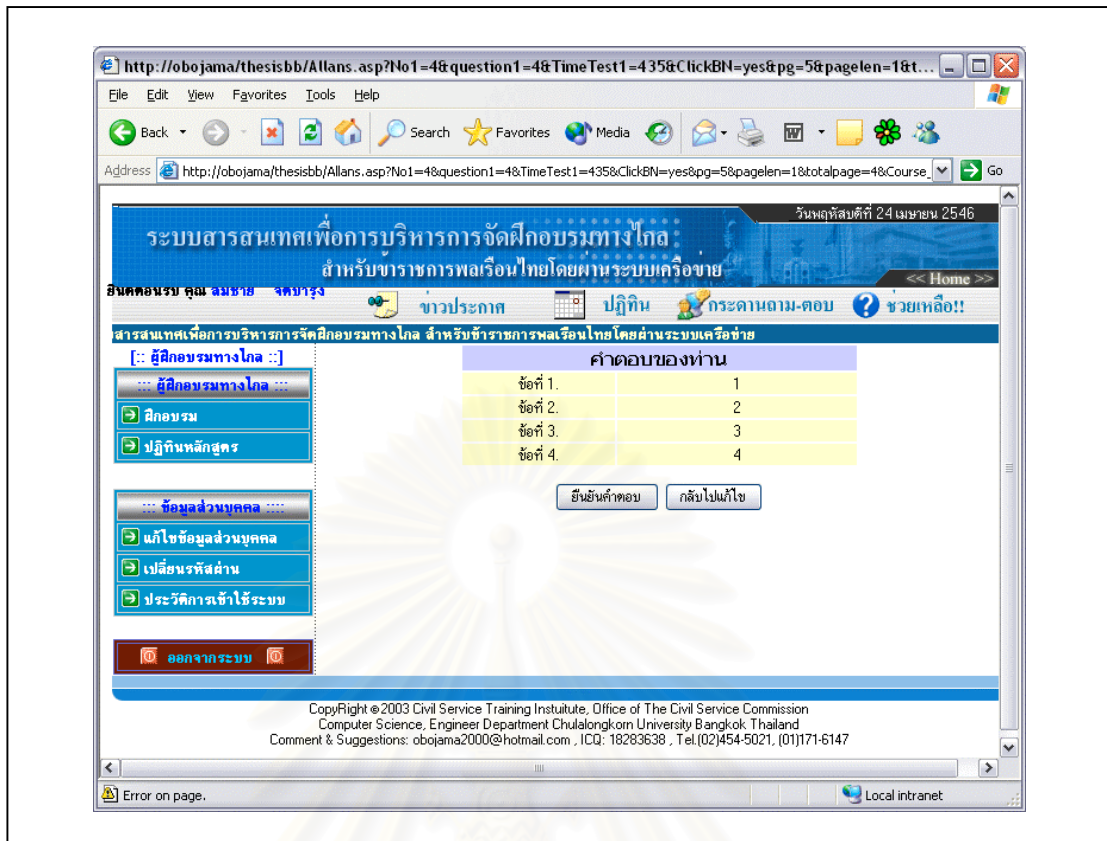 http://obojama/thesisbb/Allans.asp?No1=4&question1=4&TimeTest1=435&ClickBN=yes&pg=5&pagelen=1&t...
File Edit View Favorites Tools Help
Back Search Favorites Media
Address http://obojama/thesisbb/Allans.asp?No1=4&question1=4&TimeTest1=435&ClickBN=yes&pg=5&pagelen=1&totalpage=4&Course_ Go
วันพฤหัสบดีที่ 24 เมษายน 2546
ระบบสารสนเทศเพื่อการบริหารการจัดฝึกอบรมทางไกล
สำหรับข้าราชการพลเรือนไทยโดยผ่านระบบเครือข่าย
<< Home >>
ยินดีต้อนรับ คุณ สมชาย
ข่าวประกาศ ปฏิทิน กระดานถาม-ตอบ ช่วยเหลือ!!
สารสนเทศเพื่อการบริหารการจัดฝึกอบรมทางไกล สำหรับข้าราชการพลเรือนไทยโดยผ่านระบบเครือข่าย
[:: ผู้ฝึกอบรมทางไกล ::]
::: ผู้ฝึกอบรมทางไกล :::
ฝึกอบรม
ปฏิทินหลักสูตร
::: ข้อมูลส่วนบุคคล ::::
แก้ไขข้อมูลส่วนบุคคล
เปลี่ยนรหัสผ่าน
ประวัติการเข้าใช้ระบบ
ออกจากระบบ
คำตอบของท่าน
ข้อที่ 1. 1
ข้อที่ 2. 2
ข้อที่ 3. 3
ข้อที่ 4. 4
ยืนยันคำตอบ กลับไปแก้ไข
CopyRight © 2003 Civil Service Training Instuitute, Office of The Civil Service Commission
Computer Science, Engineer Department Chulalongkorn University Bangkok Thailand
Comment & Suggestions: obojama2000@hotmail.com , ICQ: 18283638 , Tel.(02)454-5021, (01)171-6147
Error on page. Local intranet